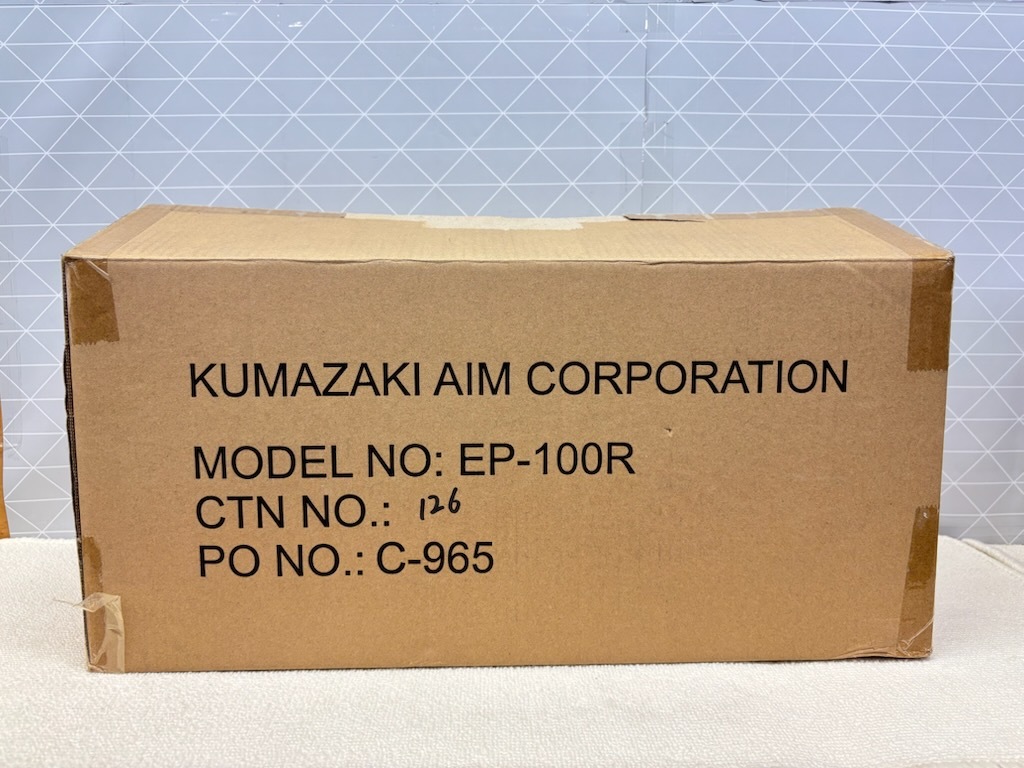 KUMAZAKI AIM CORPORATION
MODEL NO: EP-100R
CTN NO.: 126
PO NO.: C-965